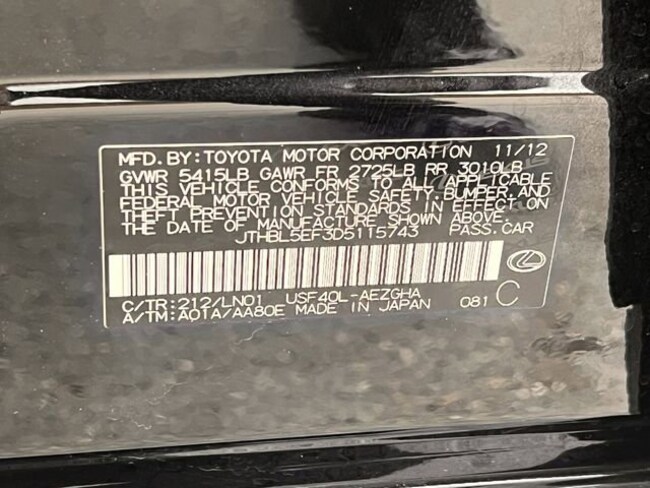 MFD. BY: TOYOTA MOTOR CORPORATION 11/12
GVWR 5415LB GAWR FR 2725LB RR 3010LB
THIS VEHICLE CONFORMS TO ALL APPLICABLE
FEDERAL MOTOR VEHICLE SAFETY, BUMPER, AND
THEFT PREVENTION STANDARDS IN EFFECT ON
THE DATE OF MANUFACTURE SHOWN ABOVE.
JTHBL5EF3D5115743 PASS. CAR
C/TR: 212/LN01 USF40L-AEZGHA
A/TM: A01A/AA80E MADE IN JAPAN 081 C